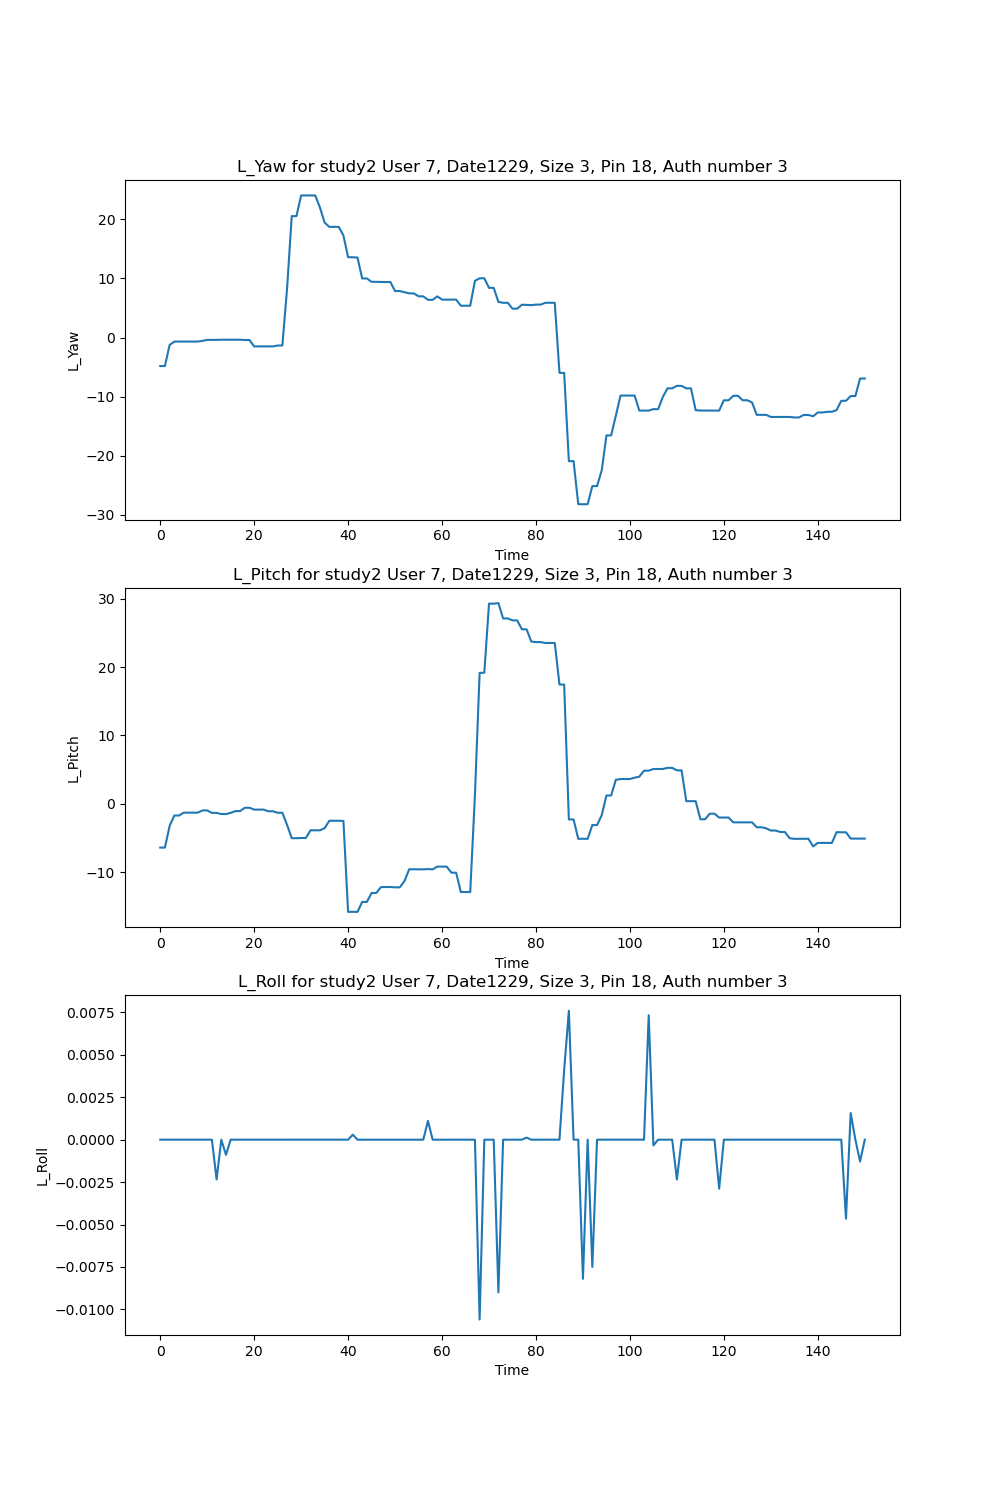 L_Yaw for study2 User 7, Date1229, Size 3, Pin 18, Auth number 3
20
10
0
−10
−20
−30
L_Yaw
0 20 40 60 80 100 120 140
Time
L_Pitch for study2 User 7, Date1229, Size 3, Pin 18, Auth number 3
30
20
10
0
−10
L_Pitch
0 20 40 60 80 100 120 140
Time
L_Roll for study2 User 7, Date1229, Size 3, Pin 18, Auth number 3
0.0075
0.0050
0.0025
0.0000
−0.0025
−0.0050
−0.0075
−0.0100
L_Roll
0 20 40 60 80 100 120 140
Time